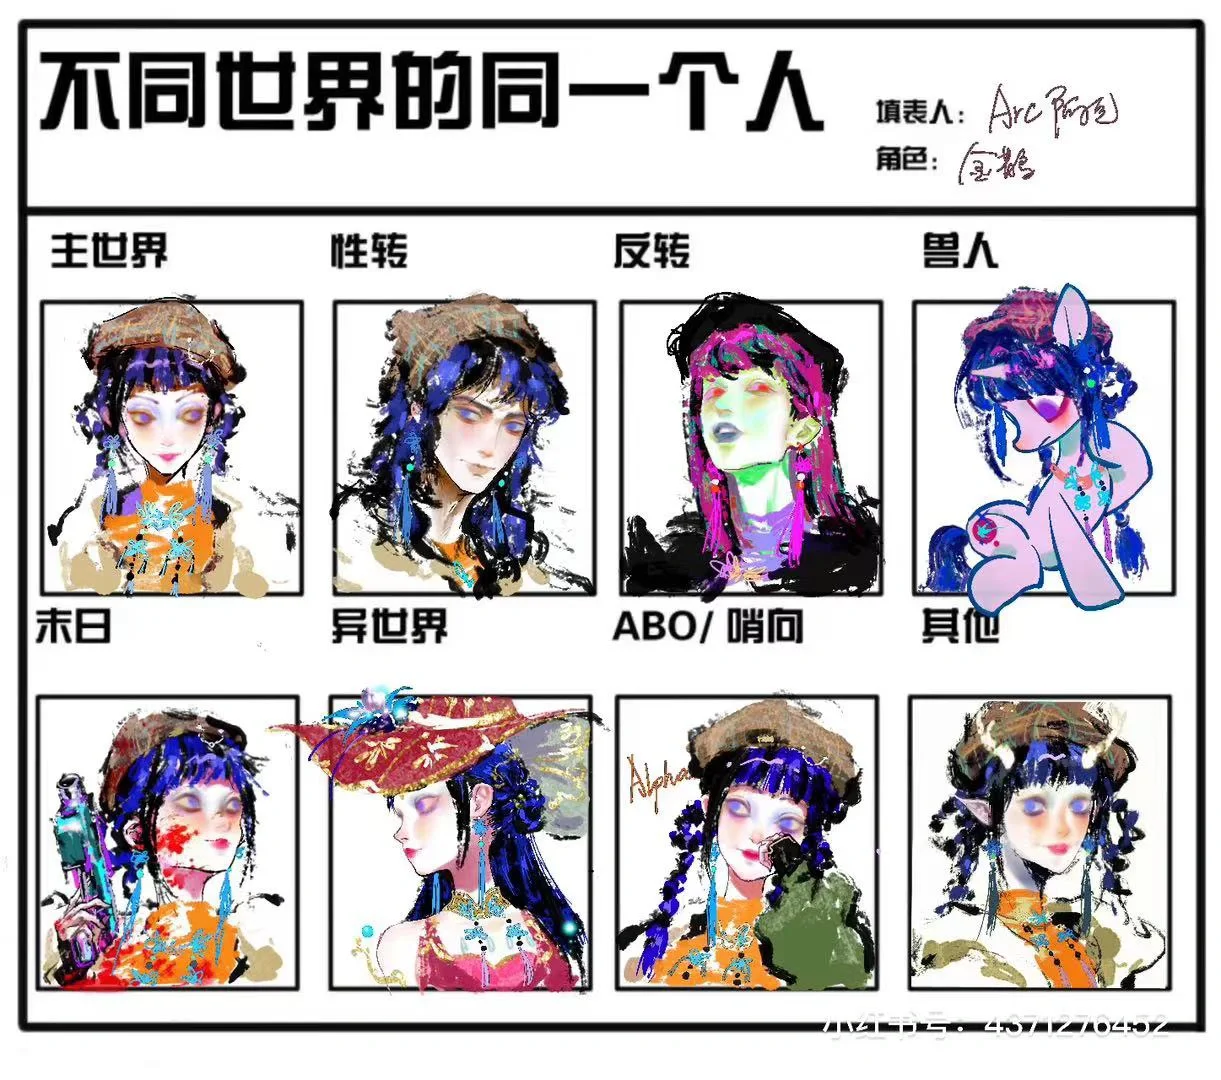 不同世界的同一个人
填表人：Arc阿色
角色：金鹊
主世界 性转 反转 兽人
末日 异世界 ABO/ 哨向 其他
Alpha
小红书号：4371276452